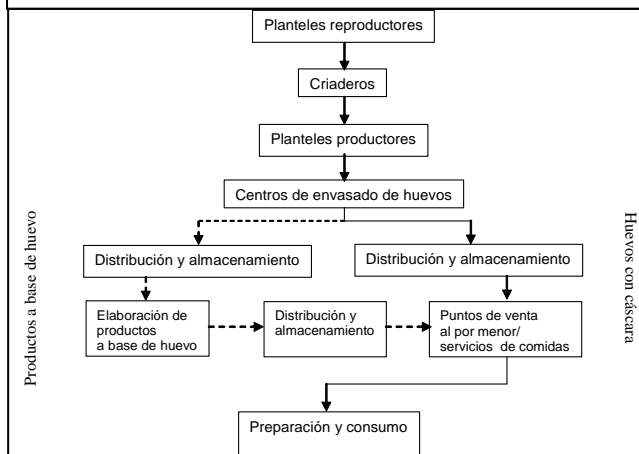 Planteles reproductores
Criaderos
Planteles productores
Centros de envasado de huevos
Productos a base de huevo
Huevos con cáscara
Distribución y almacenamiento
Distribución y almacenamiento
Elaboración de
productos
a base de huevo
Distribución y
almacenamiento
Puntos de venta
al por menor/
servicios de comidas
Preparación y consumo